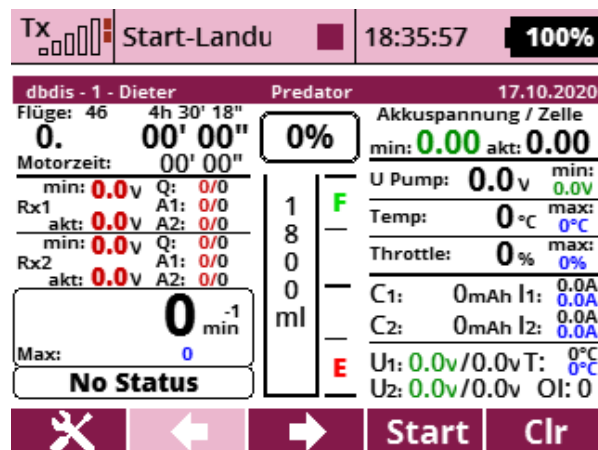 Tx Start-Landu 18:35:57 100%
dbdis - 1 - Dieter Predator 17.10.2020
Flüge: 46 4h 30' 18"
0. 00' 00"
Motorzeit: 00' 00"
0%
Akkuspannung / Zelle
min: 0.00 akt: 0.00
min: 0.0v Q: 0/0
Rx1 A1: 0/0
akt: 0.0v A2: 0/0
min: 0.0v Q: 0/0
Rx2 A1: 0/0
akt: 0.0v A2: 0/0
0 -1
min
Max: 0
No Status
1
8
0
0
ml
F
E
U Pump: 0.0v min:
0.0V
Temp: 0°C max:
0°C
Throttle: 0% max:
0%
C1: 0mAh I1: 0.0A
0.0A
C2: 0mAh I2: 0.0A
0.0A
U1: 0.0v/0.0v T: 0°C
0°C
U2: 0.0v/0.0v OI: 0
Start Clr